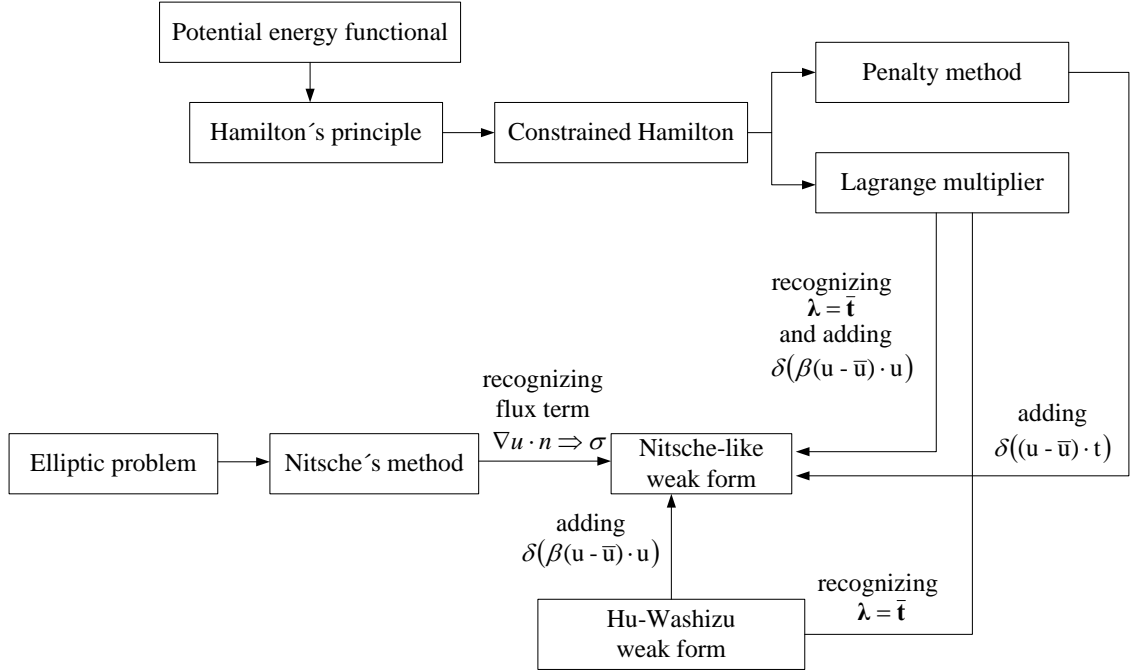 Potential energy functional
Hamilton´s principle
Constrained Hamilton
Penalty method
Lagrange multiplier
recognizing
λ = t̄
and adding
δ(β(u - u̅) · u)
adding
δ((u - u̅) · t)
recognizing
flux term
∇u · n ⇒ σ
Elliptic problem
Nitsche´s method
Nitsche-like
weak form
adding
δ(β(u - u̅) · u)
recognizing
λ = t̄
Hu-Washizu
weak form